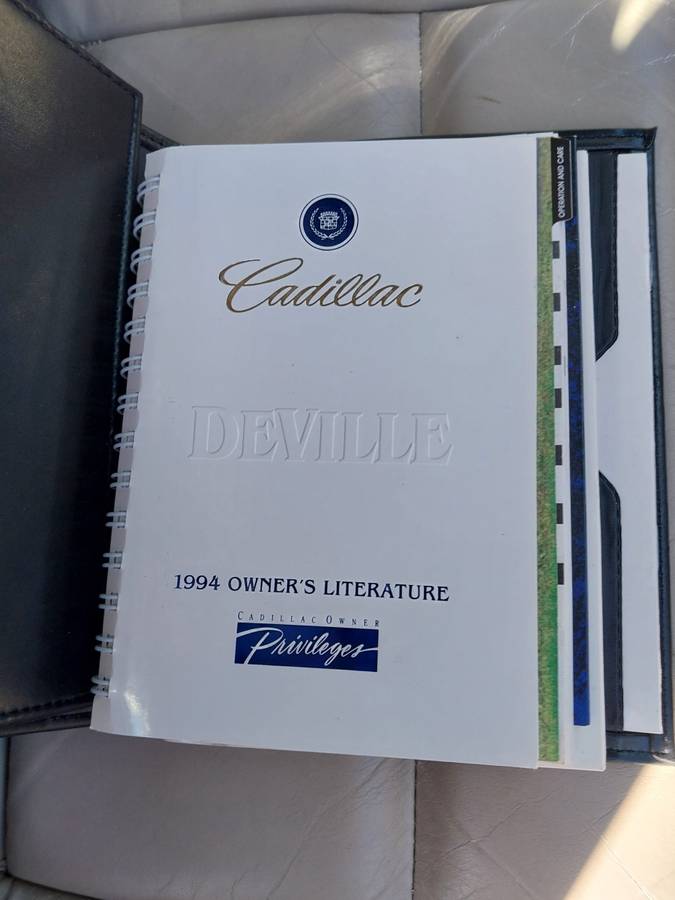 Cadillac
DEVILLE
1994 OWNER'S LITERATURE
CADILLAC OWNER
Privileges
OPERATION AND CARE